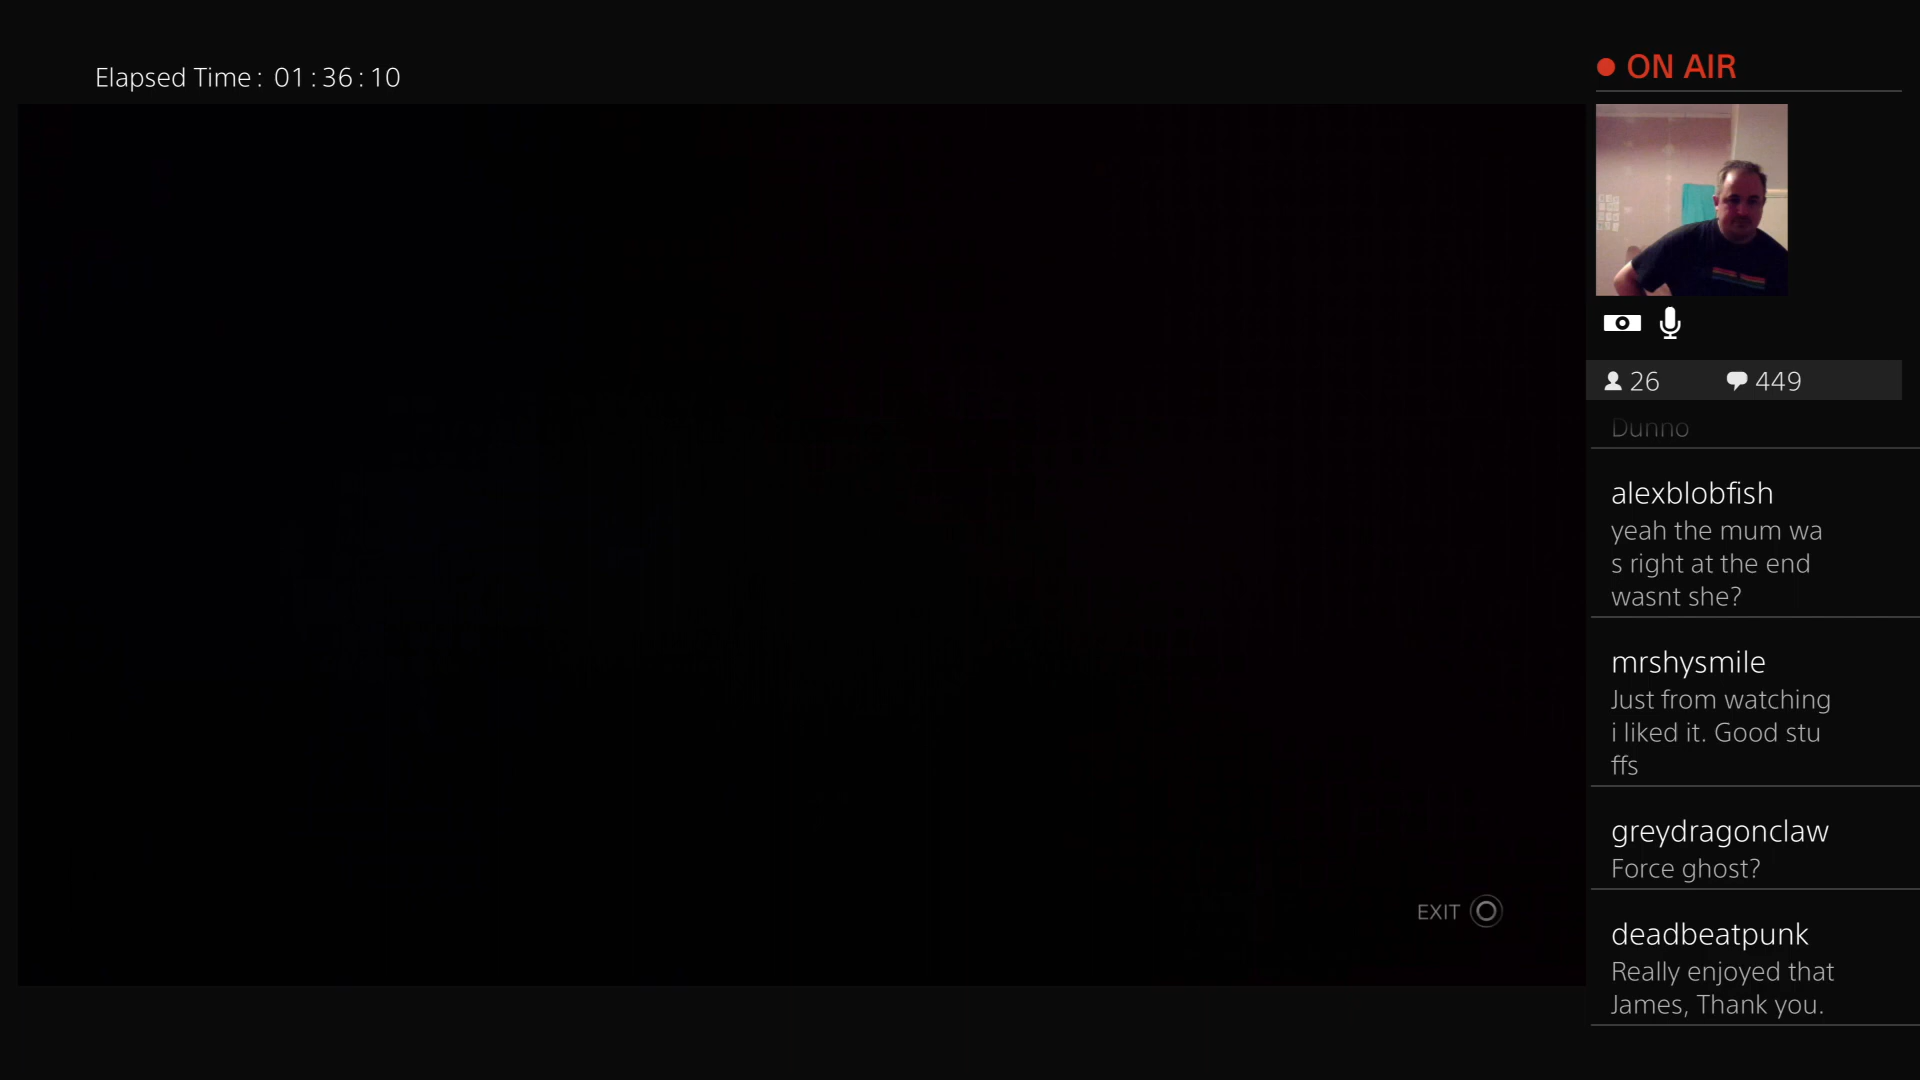 Elapsed Time: 01:36:10
ON AIR
26 449
Dunno
alexblobfish
yeah the mum wa
s right at the end
wasnt she?
mrshysmile
Just from watching
i liked it. Good stu
ffs
greydragonclaw
Force ghost?
deadbeatpunk
Really enjoyed that
James, Thank you.
EXIT